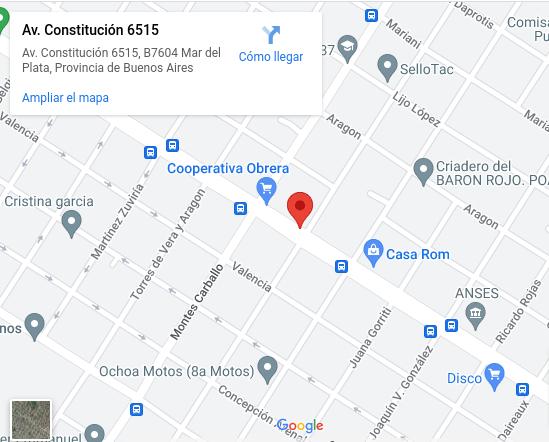 Av. Constitución 6515
Av. Constitución 6515, B7604 Mar del
Plata, Provincia de Buenos Aires
Cómo llegar
Ampliar el mapa
Daprotis
Mariani
Comisa
37
SelloTac
Lijo López
Aragon
Valencia
Cooperativa Obrera
Criadero del
BARON ROJO. PO
Cristina garcia
Martinez Zuviria
Torres de Vera y Aragon
Aragon
Casa Rom
Montes Carballo
Valencia
ANSES
Ricardo Rojas
Juana Gorriti
nos
Ochoa Motos (8a Motos)
Joaquín V. González
Disco
Concepción
Google
Daireaux
manuel